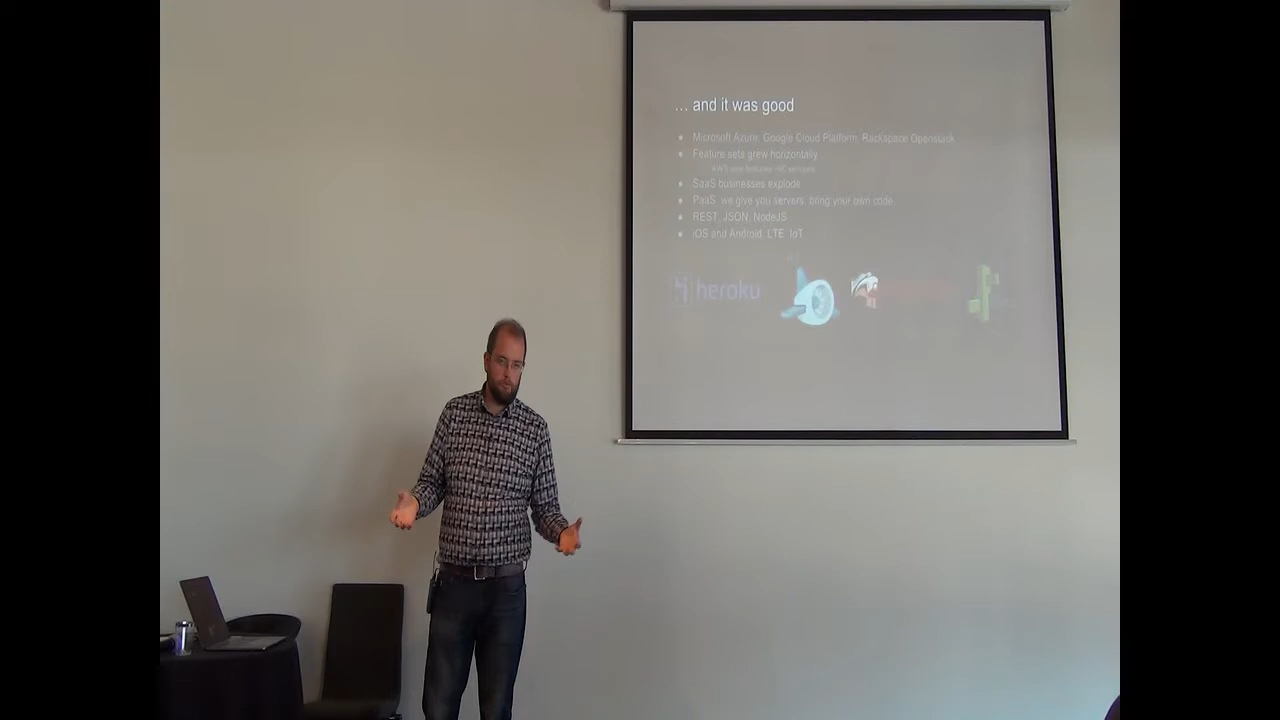 ... and it was good
● Microsoft Azure, Google Cloud Platform, Rackspace Openstack
● Feature sets grew horizontally
● SaaS businesses explode
● PaaS: we give you servers, bring your own code
● REST, JSON, NodeJS
● iOS and Android, LTE, IoT
heroku